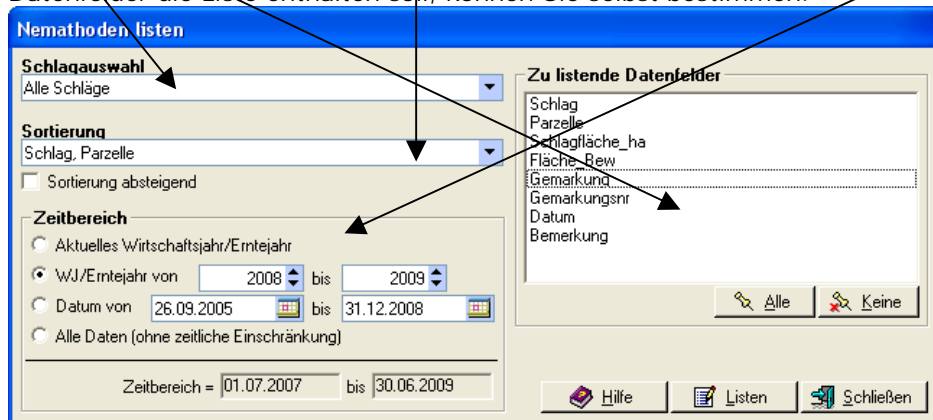 Datenfelder die Liste enthalten soll, können Sie selbst bestimmen.
Nemathoden listen
Schlagauswahl
Alle Schläge
Sortierung
Schlag, Parzelle
Sortierung absteigend
Zeitbereich
Aktuelles Wirtschaftsjahr/Erntejahr
WJ/Erntejahr von 2008 bis 2009
Datum von 26.09.2005 bis 31.12.2008
Alle Daten (ohne zeitliche Einschränkung)
Zeitbereich = 01.07.2007 bis 30.06.2009
Zu listende Datenfelder
Schlag
Parzelle
Schlagfläche_ha
Fläche_Bew
Gemarkung
Gemarkungsnr
Datum
Bemerkung
Alle Keine
Hilfe Listen Schließen